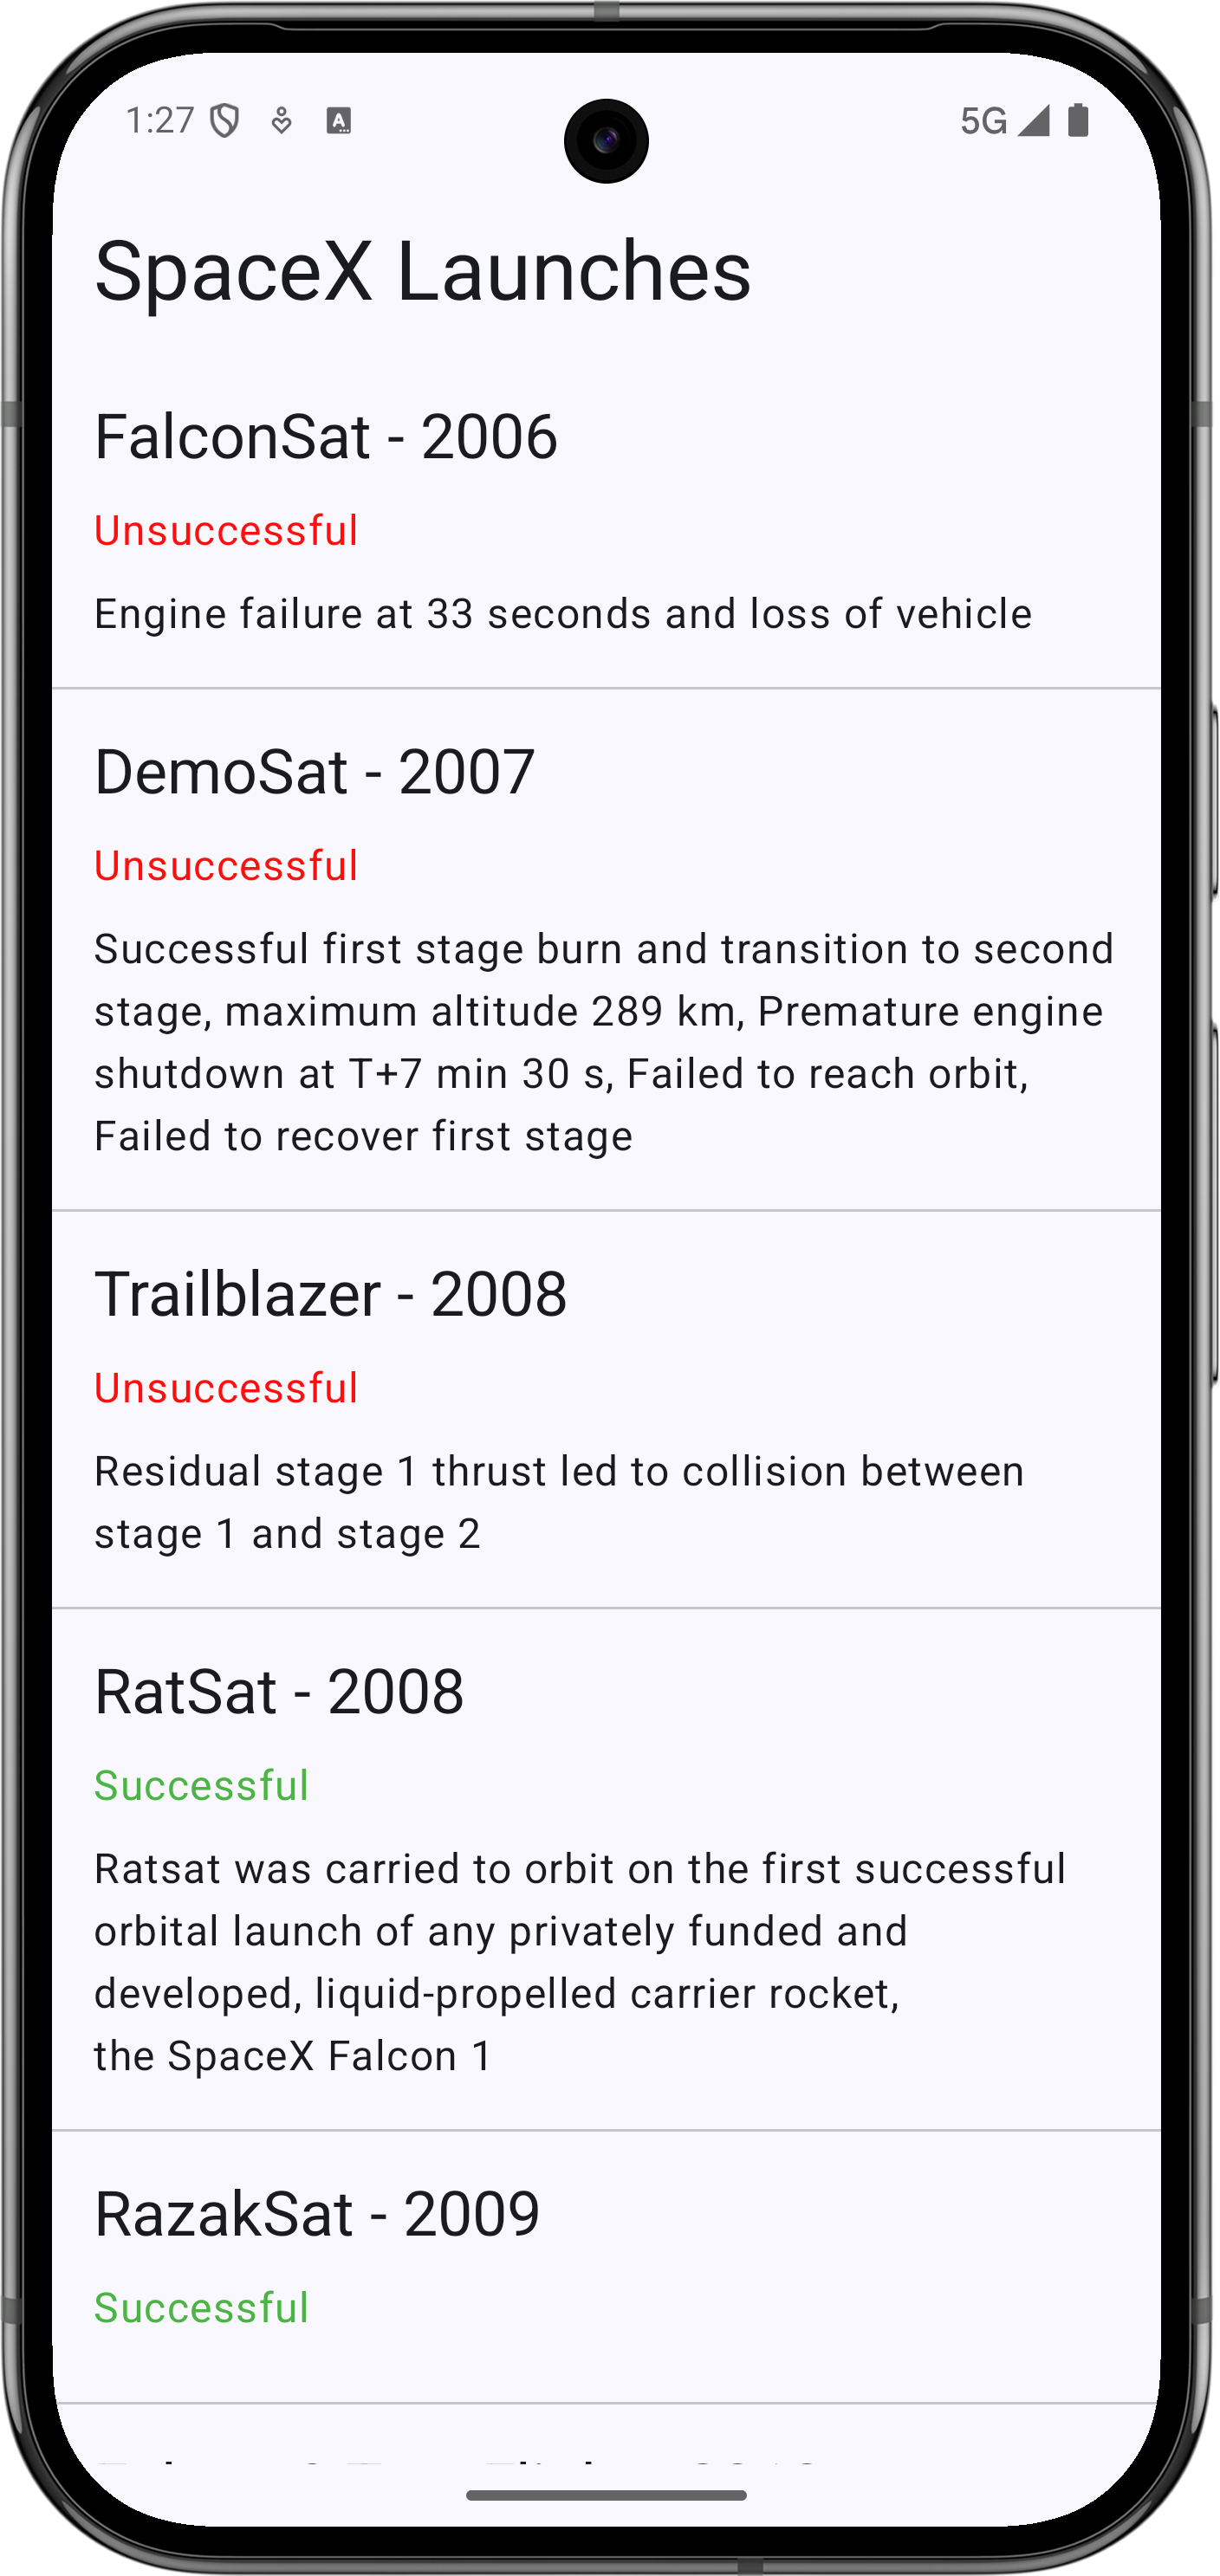 1:27
5G
SpaceX Launches
FalconSat - 2006
Unsuccessful
Engine failure at 33 seconds and loss of vehicle
DemoSat - 2007
Unsuccessful
Successful first stage burn and transition to second
stage, maximum altitude 289 km, Premature engine
shutdown at T+7 min 30 s, Failed to reach orbit,
Failed to recover first stage
Trailblazer - 2008
Unsuccessful
Residual stage 1 thrust led to collision between
stage 1 and stage 2
RatSat - 2008
Successful
Ratsat was carried to orbit on the first successful
orbital launch of any privately funded and
developed, liquid-propelled carrier rocket,
the SpaceX Falcon 1
RazakSat - 2009
Successful